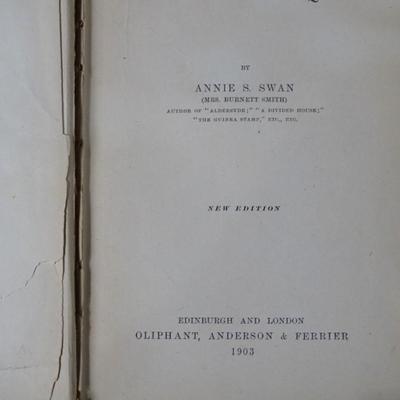 BY
ANNIE S. SWAN
(MRS. BURNETT SMITH)
AUTHOR OF "ALDERSYDE;" "A DIVIDED HOUSE;"
"THE GUINEA STAMP," ETC., ETC.
NEW EDITION
EDINBURGH AND LONDON
OLIPHANT, ANDERSON & FERRIER
1903